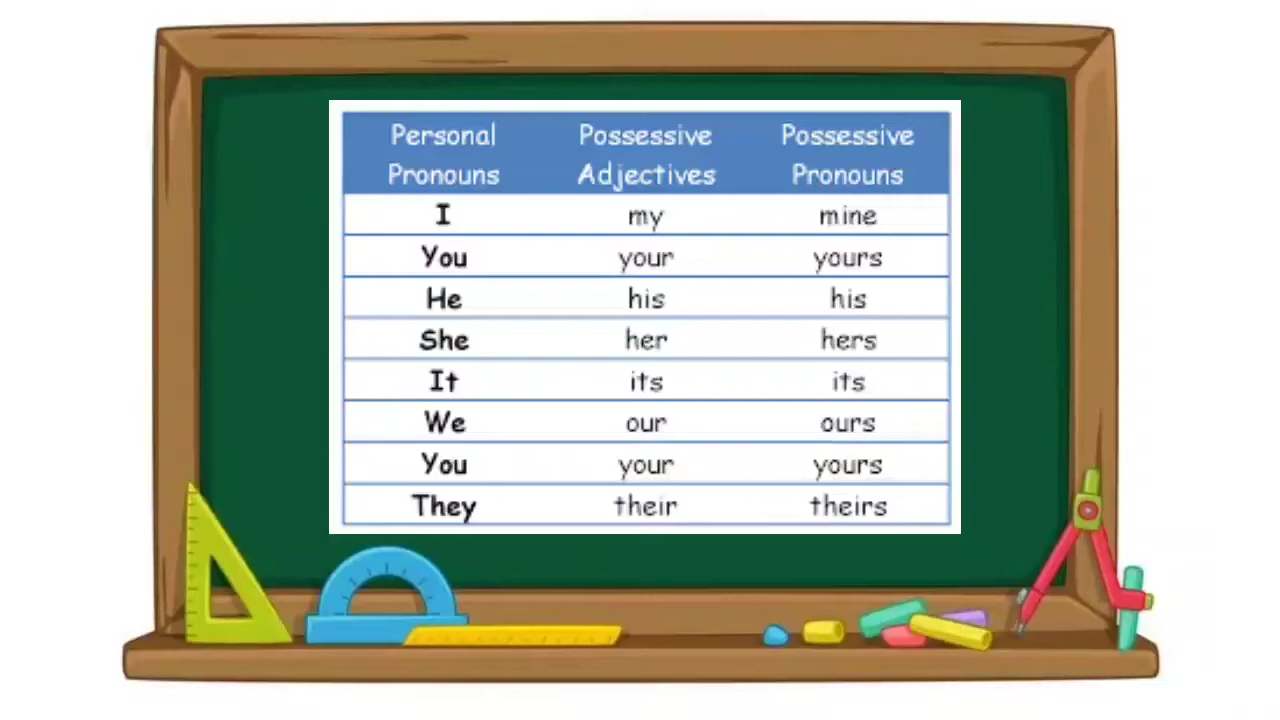 Personal Pronouns Possessive Adjectives Possessive Pronouns
I my mine
You your yours
He his his
She her hers
It its its
We our ours
You your yours
They their theirs